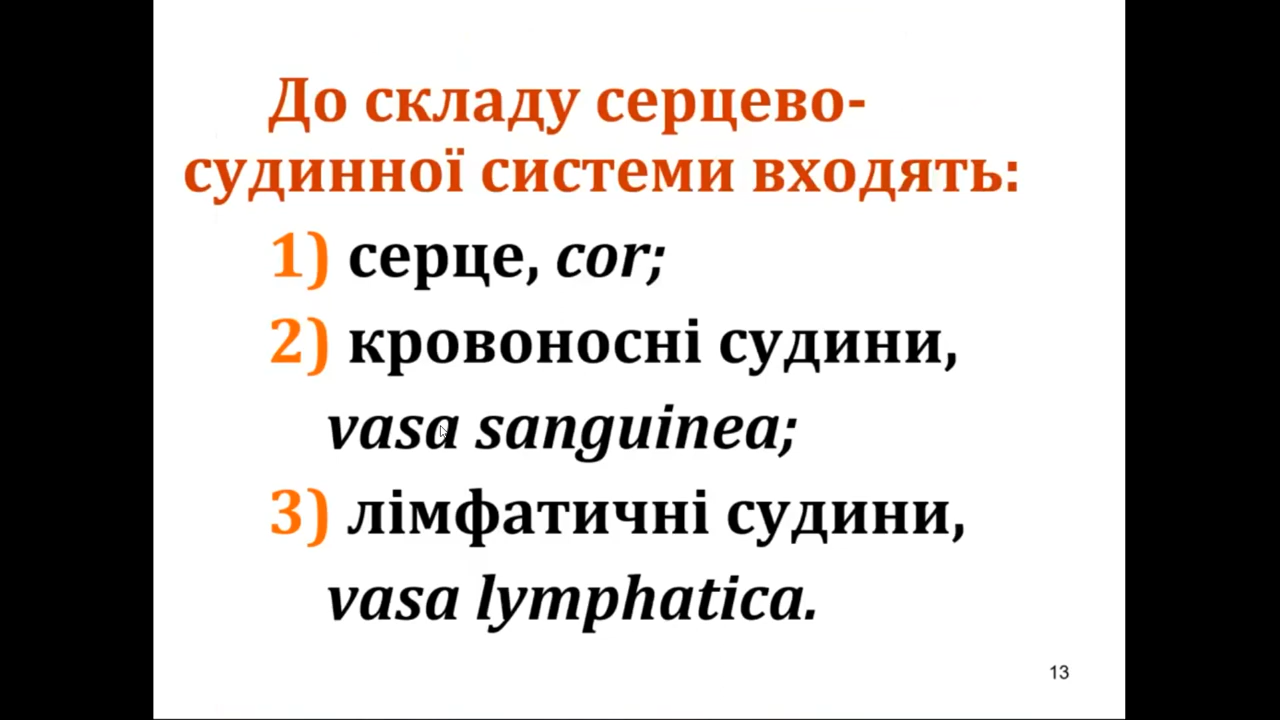 До складу серцево-
судинної системи входять:
1) серце, cor;
2) кровоносні судини,
vasa sanguinea;
3) лімфатичні судини,
vasa lymphatica.
13